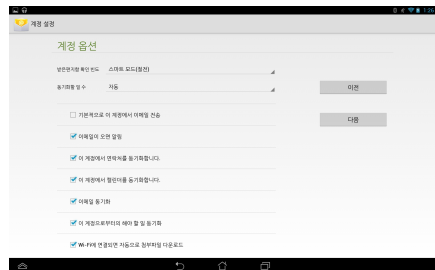 1:26
계정 설정
계정 옵션
받은편지함 확인 빈도 스마트 모드(절전)
동기화할 일 수 자동
이전
다음
기본적으로 이 계정에서 이메일 전송
이메일이 오면 알림
이 계정에서 연락처를 동기화합니다.
이 계정에서 캘린더를 동기화합니다.
이메일 동기화
이 계정으로부터의 해야 할 일 동기화
Wi-Fi에 연결되면 자동으로 첨부파일 다운로드